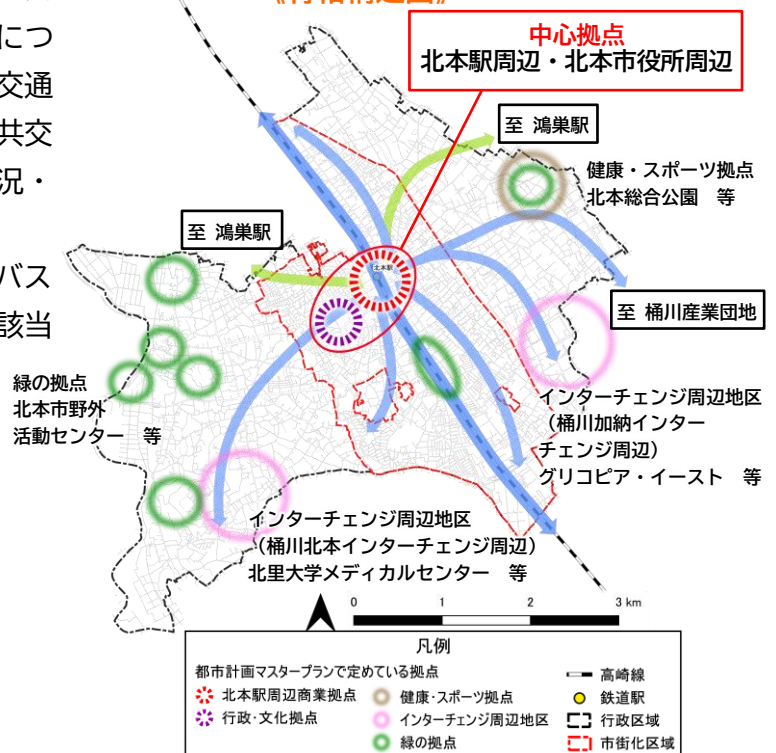 につ
交通
共交
況・
バス
該当
中心拠点
北本駅周辺・北本市役所周辺
至 鴻巣駅
健康・スポーツ拠点
北本総合公園 等
至 鴻巣駅
北本駅
至 桶川産業団地
緑の拠点
北本市野外
活動センター 等
インターチェンジ周辺地区
(桶川加納インター
チェンジ周辺)
グリコピア・イースト 等
インターチェンジ周辺地区
(桶川北本インターチェンジ周辺)
北里大学メディカルセンター 等
0 1 2 3 km
凡例
都市計画マスタープランで定めている拠点
北本駅周辺商業拠点
行政・文化拠点
健康・スポーツ拠点
インターチェンジ周辺地区
緑の拠点
高崎線
鉄道駅
行政区域
市街化区域